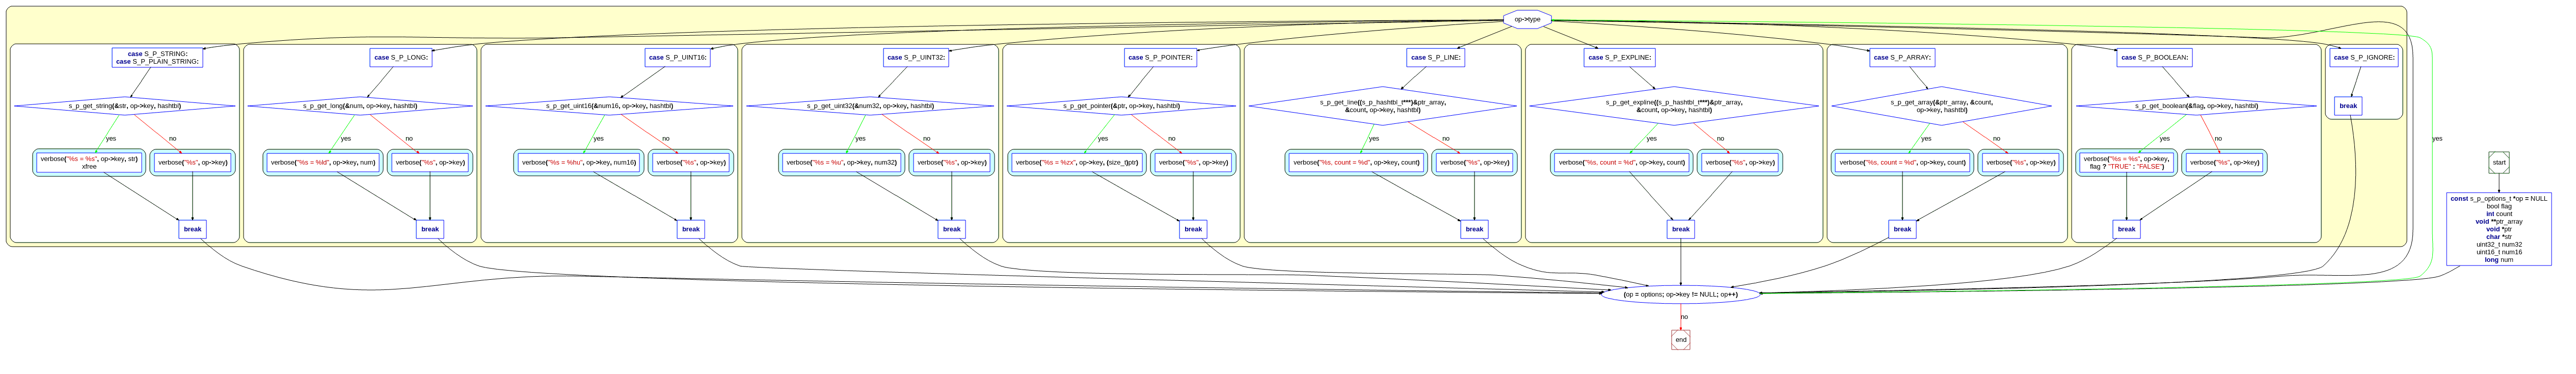 op->type
case S_P_STRING:
case S_P_PLAIN_STRING:
case S_P_LONG:
case S_P_UINT16:
case S_P_UINT32:
case S_P_POINTER:
case S_P_LINE:
case S_P_EXPLINE:
case S_P_ARRAY:
case S_P_BOOLEAN:
case S_P_IGNORE:
s_p_get_string(&str, op->key, hashtbl)
s_p_get_long(&num, op->key, hashtbl)
s_p_get_uint16(&num16, op->key, hashtbl)
s_p_get_uint32(&num32, op->key, hashtbl)
s_p_get_pointer(&ptr, op->key, hashtbl)
s_p_get_line((s_p_hashtbl_t***)&ptr_array,
&count, op->key, hashtbl)
s_p_get_expline((s_p_hashtbl_t***)&ptr_array,
&count, op->key, hashtbl)
s_p_get_array(&ptr_array, &count,
op->key, hashtbl)
s_p_get_boolean(&flag, op->key, hashtbl)
break
yes
no
yes
no
yes
no
yes
no
yes
no
yes
no
yes
no
yes
no
yes
no
yes
verbose("%s = %s", op->key, str)
xfree
verbose("%s", op->key)
verbose("%s = %ld", op->key, num)
verbose("%s", op->key)
verbose("%s = %hu", op->key, num16)
verbose("%s", op->key)
verbose("%s = %u", op->key, num32)
verbose("%s", op->key)
verbose("%s = %zx", op->key, (size_t)ptr)
verbose("%s", op->key)
verbose("%s, count = %d", op->key, count)
verbose("%s", op->key)
verbose("%s, count = %d", op->key, count)
verbose("%s", op->key)
verbose("%s, count = %d", op->key, count)
verbose("%s", op->key)
verbose("%s = %s", op->key,
flag ? "TRUE" : "FALSE")
verbose("%s", op->key)
start
const s_p_options_t *op = NULL
bool flag
int count
void **ptr_array
void *ptr
char *str
uint32_t num32
uint16_t num16
long num
break
break
break
break
break
break
break
break
break
(op = options; op->key != NULL; op++)
no
end